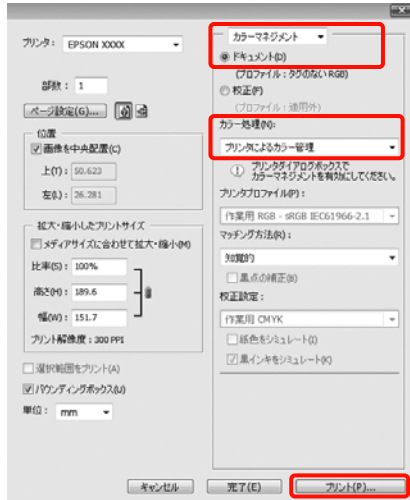 プリンタ: EPSON XXXX
部数: 1
ページ設定(G)...
位置
画像を中央配置(C)
上(T): 50.623
左(L): 26.281
拡大・縮小したプリントサイズ
メディアサイズに合わせて拡大・縮小(M)
比率(S): 100%
高さ(H): 189.6
幅(W): 151.7
プリント解像度: 300 PPI
選択範囲をプリント(A)
バウンディングボックス(U)
単位: mm
カラーマネジメント
ドキュメント(D)
(プロファイル: タグのない RGB)
校正(F)
(プロファイル: 適用外)
カラー処理(N):
プリンタによるカラー管理
プリンタダイアログボックスで
カラーマネジメントを有効にしてください。
プリンタプロファイル(P):
作業用 RGB - sRGB IEC61966-2.1
マッチング方法(R):
知覚的
黒点の補正(B)
校正設定:
作業用 CMYK
紙色をシミュレート(I)
黒インキをシミュレート(K)
キャンセル
完了(E)
プリント(P)...